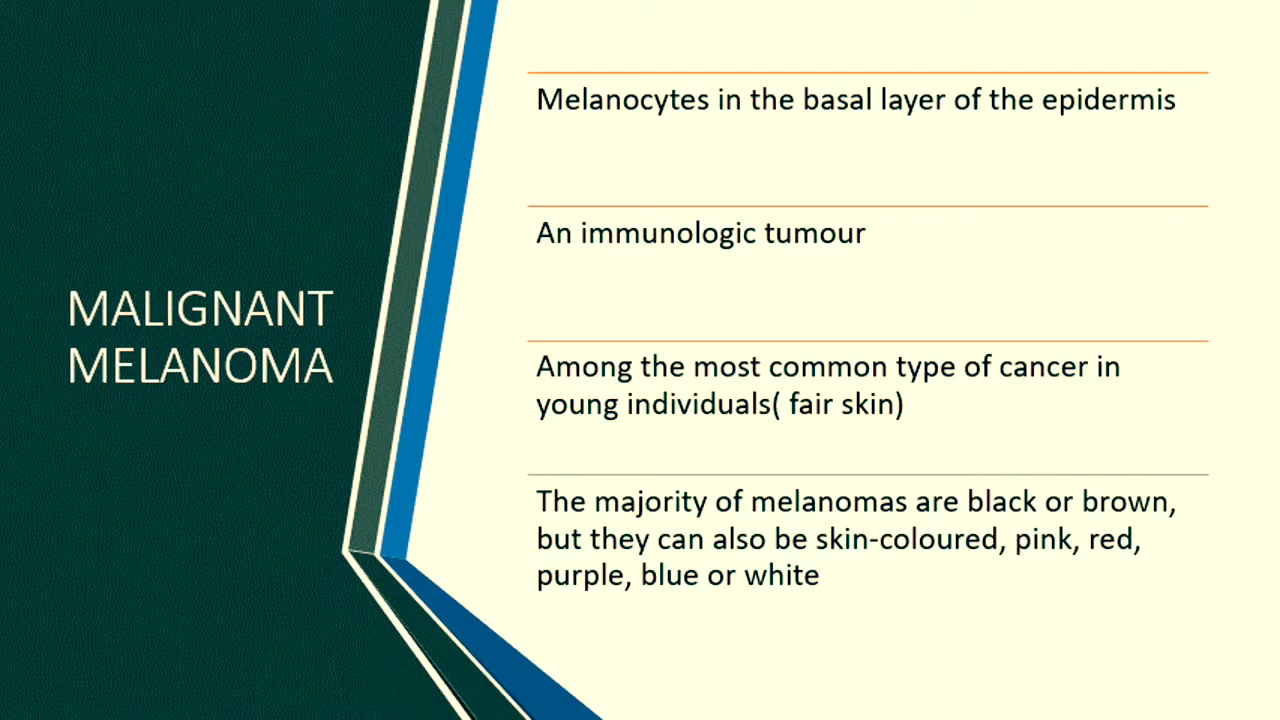 MALIGNANT
MELANOMA
Melanocytes in the basal layer of the epidermis
An immunologic tumour
Among the most common type of cancer in
young individuals( fair skin)
The majority of melanomas are black or brown,
but they can also be skin-coloured, pink, red,
purple, blue or white